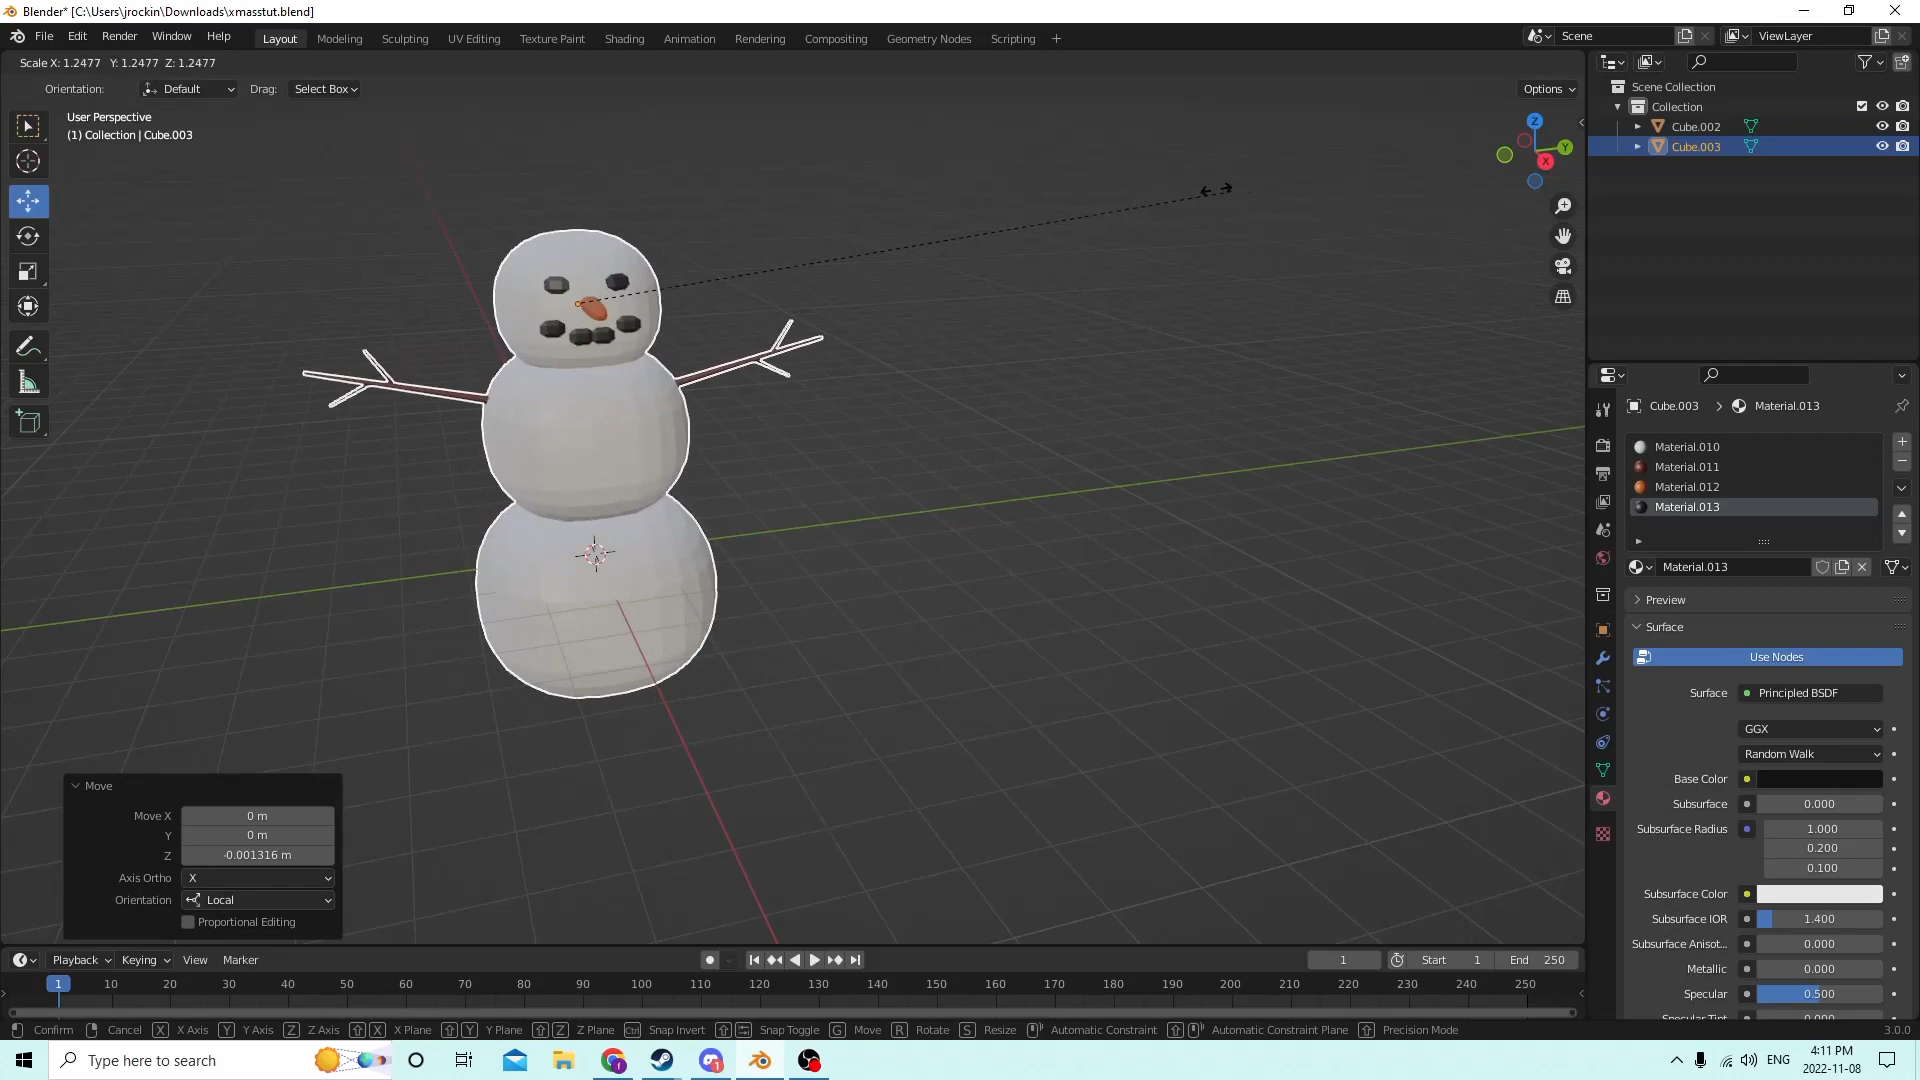 Blender* [C:\Users\jrockin\Downloads\xmasstut.blend]
File Edit Render Window Help Layout Modeling Sculpting UV Editing Texture Paint Shading Animation Rendering Compositing Geometry Nodes Scripting + Scene ViewLayer
Scale X: 1.2477 Y: 1.2477 Z: 1.2477
Orientation: Default Drag: Select Box Options
User Perspective
(1) Collection | Cube.003
Z
Y
X
Scene Collection
Collection
Cube.002
Cube.003
Cube.003 > Material.013
Material.010
Material.011
Material.012
Material.013
Material.013
Preview
Surface
Use Nodes
Surface Principled BSDF
GGX
Random Walk
Base Color
Subsurface 0.000
Subsurface Radius 1.000
0.200
0.100
Subsurface Color
Subsurface IOR 1.400
Subsurface Anisot... 0.000
Metallic 0.000
Specular 0.500
Move
Move X 0 m
Y 0 m
Z -0.001316 m
Axis Ortho X
Orientation Local
Proportional Editing
Playback Keying View Marker 1 Start 1 End 250
1 10 20 30 40 50 60 70 80 90 100 110 120 130 140 150 160 170 180 190 200 210 220 230 240 250
Confirm Cancel X X Axis Y Y Axis Z Z Axis X X Plane Y Y Plane Z Z Plane Ctrl Snap Invert Snap Toggle G Move R Rotate S Resize Automatic Constraint Automatic Constraint Plane Precision Mode 3.0.0
Type here to search
ENG
4:11 PM
2022-11-08